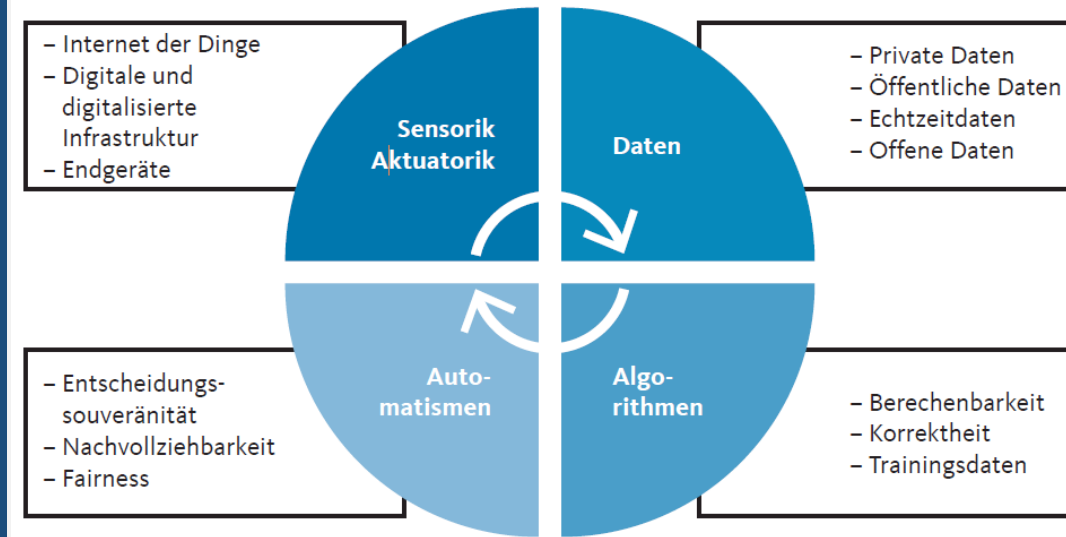 – Internet der Dinge
– Digitale und
digitalisierte
Infrastruktur
– Endgeräte
Sensorik
Aktuatorik
Daten
– Private Daten
– Öffentliche Daten
– Echtzeitdaten
– Offene Daten
– Entscheidungs-
souveränität
– Nachvollziehbarkeit
– Fairness
Auto-
matismen
Algo-
rithmen
– Berechenbarkeit
– Korrektheit
– Trainingsdaten